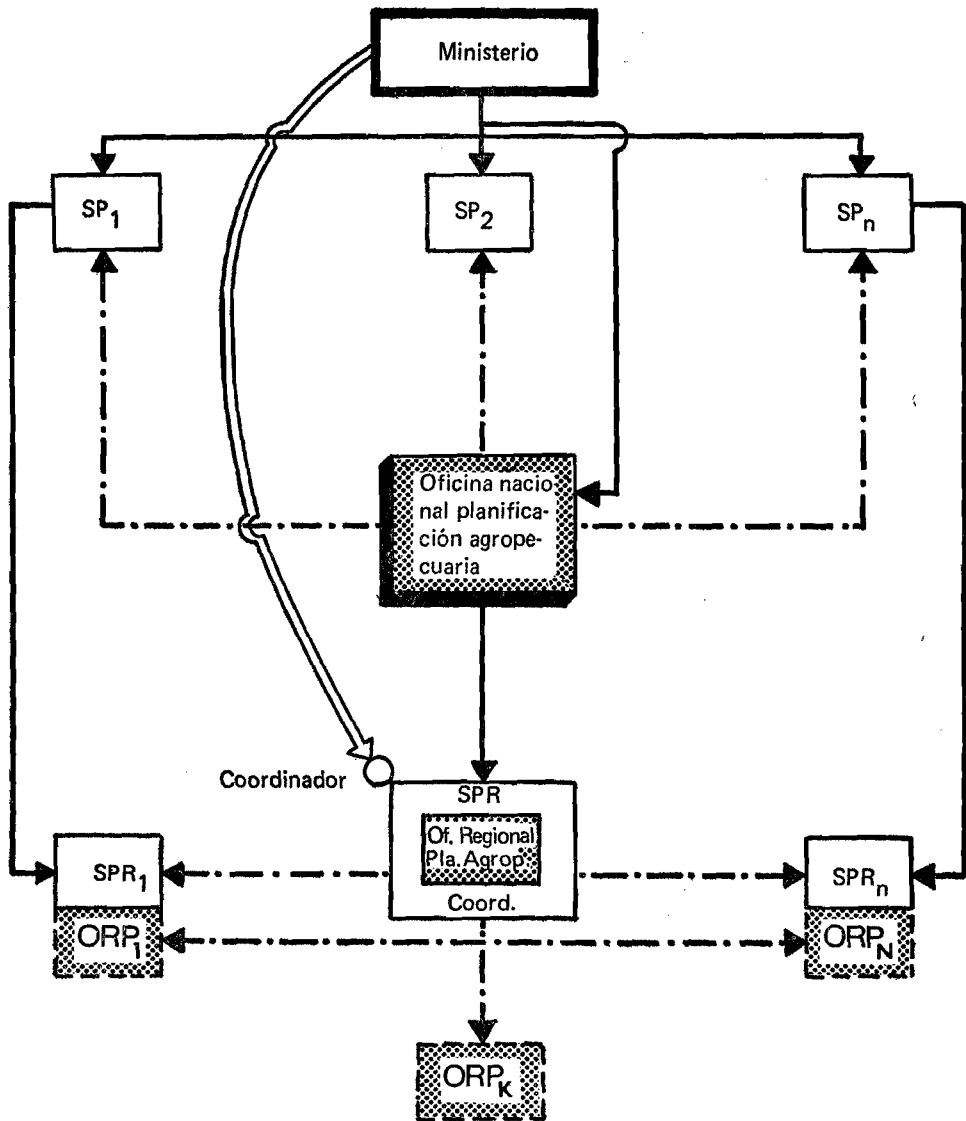 Ministerio
SP1
SP2
SPn
Oficina nacio
nal planifica-
ción agrope-
cuaria
Coordinador
SPR
Of. Regional
Pla. Agrop
Coord.
SPR1
SPRn
ORP1
ORPN
ORPK